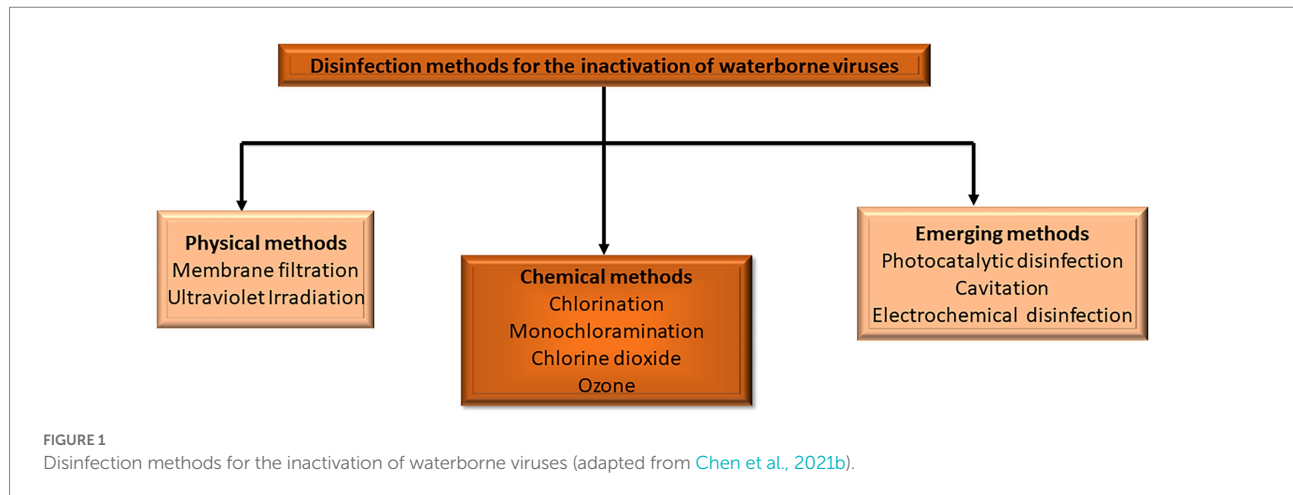 Disinfection methods for the inactivation of waterborne viruses
Physical methods
Membrane filtration
Ultraviolet Irradiation
Chemical methods
Chlorination
Monochloramination
Chlorine dioxide
Ozone
Emerging methods
Photocatalytic disinfection
Cavitation
Electrochemical disinfection
FIGURE 1
Disinfection methods for the inactivation of waterborne viruses (adapted from Chen et al., 2021b).